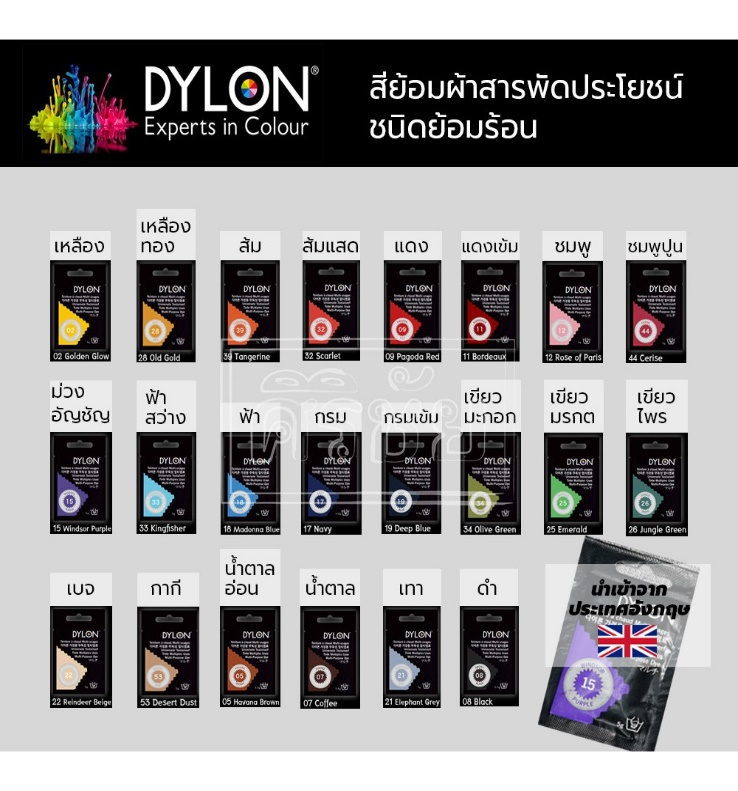 DYLON®
Experts in Colour
สีย้อมผ้าสารพัดประโยชน์
ชนิดย้อมร้อน
เหลือง
เหลือง
ทอง
ส้ม
ส้มแสด
แดง
แดงเข้ม
ชมพู
ชมพูปูน
DYLON
DYLON
DYLON
DYLON
DYLON
DYLON
DYLON
DYLON
02 Golden Glow
28 Old Gold
39 Tangerine
32 Scarlet
09 Pagoda Red
11 Bordeaux
12 Rose of Paris
44 Cerise
ม่วง
อัญชัญ
ฟ้า
สว่าง
ฟ้า
กรม
กรมเข้ม
เขียว
มะกอก
เขียว
มรกต
เขียว
ไพร
DYLON
DYLON
DYLON
DYLON
DYLON
DYLON
DYLON
DYLON
15 Windsor Purple
33 Kingfisher
18 Madonna Blue
17 Navy
19 Deep Blue
34 Olive Green
25 Emerald
26 Jungle Green
เบจ
กากี
น้ำตาล
อ่อน
น้ำตาล
เทา
ดำ
DYLON
DYLON
DYLON
DYLON
DYLON
DYLON
22 Reindeer Beige
53 Desert Dust
05 Havana Brown
07 Coffee
21 Elephant Grey
08 Black
นำเข้าจาก
ประเทศอังกฤษ
DYLON
15
PURPLE
5g